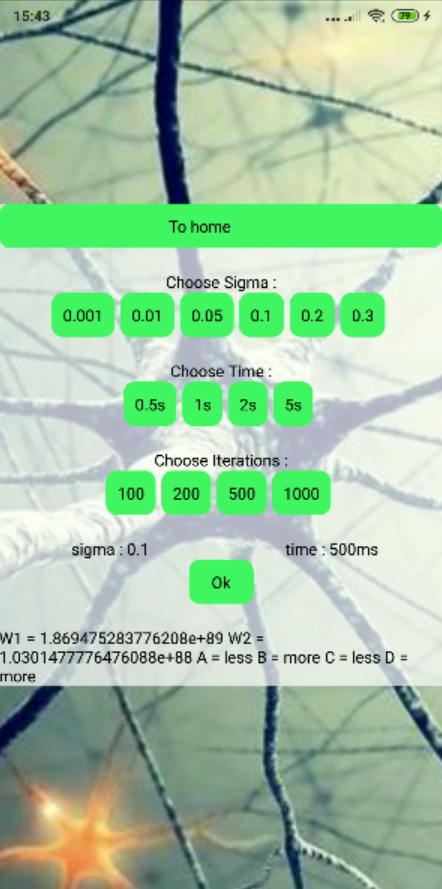 15:43
79
To home
Choose Sigma :
0.001 0.01 0.05 0.1 0.2 0.3
Choose Time :
0.5s 1s 2s 5s
Choose Iterations :
100 200 500 1000
sigma : 0.1 time : 500ms
Ok
W1 = 1.869475283776208e+89 W2 =
1.0301477776476088e+88 A = less B = more C = less D =
more